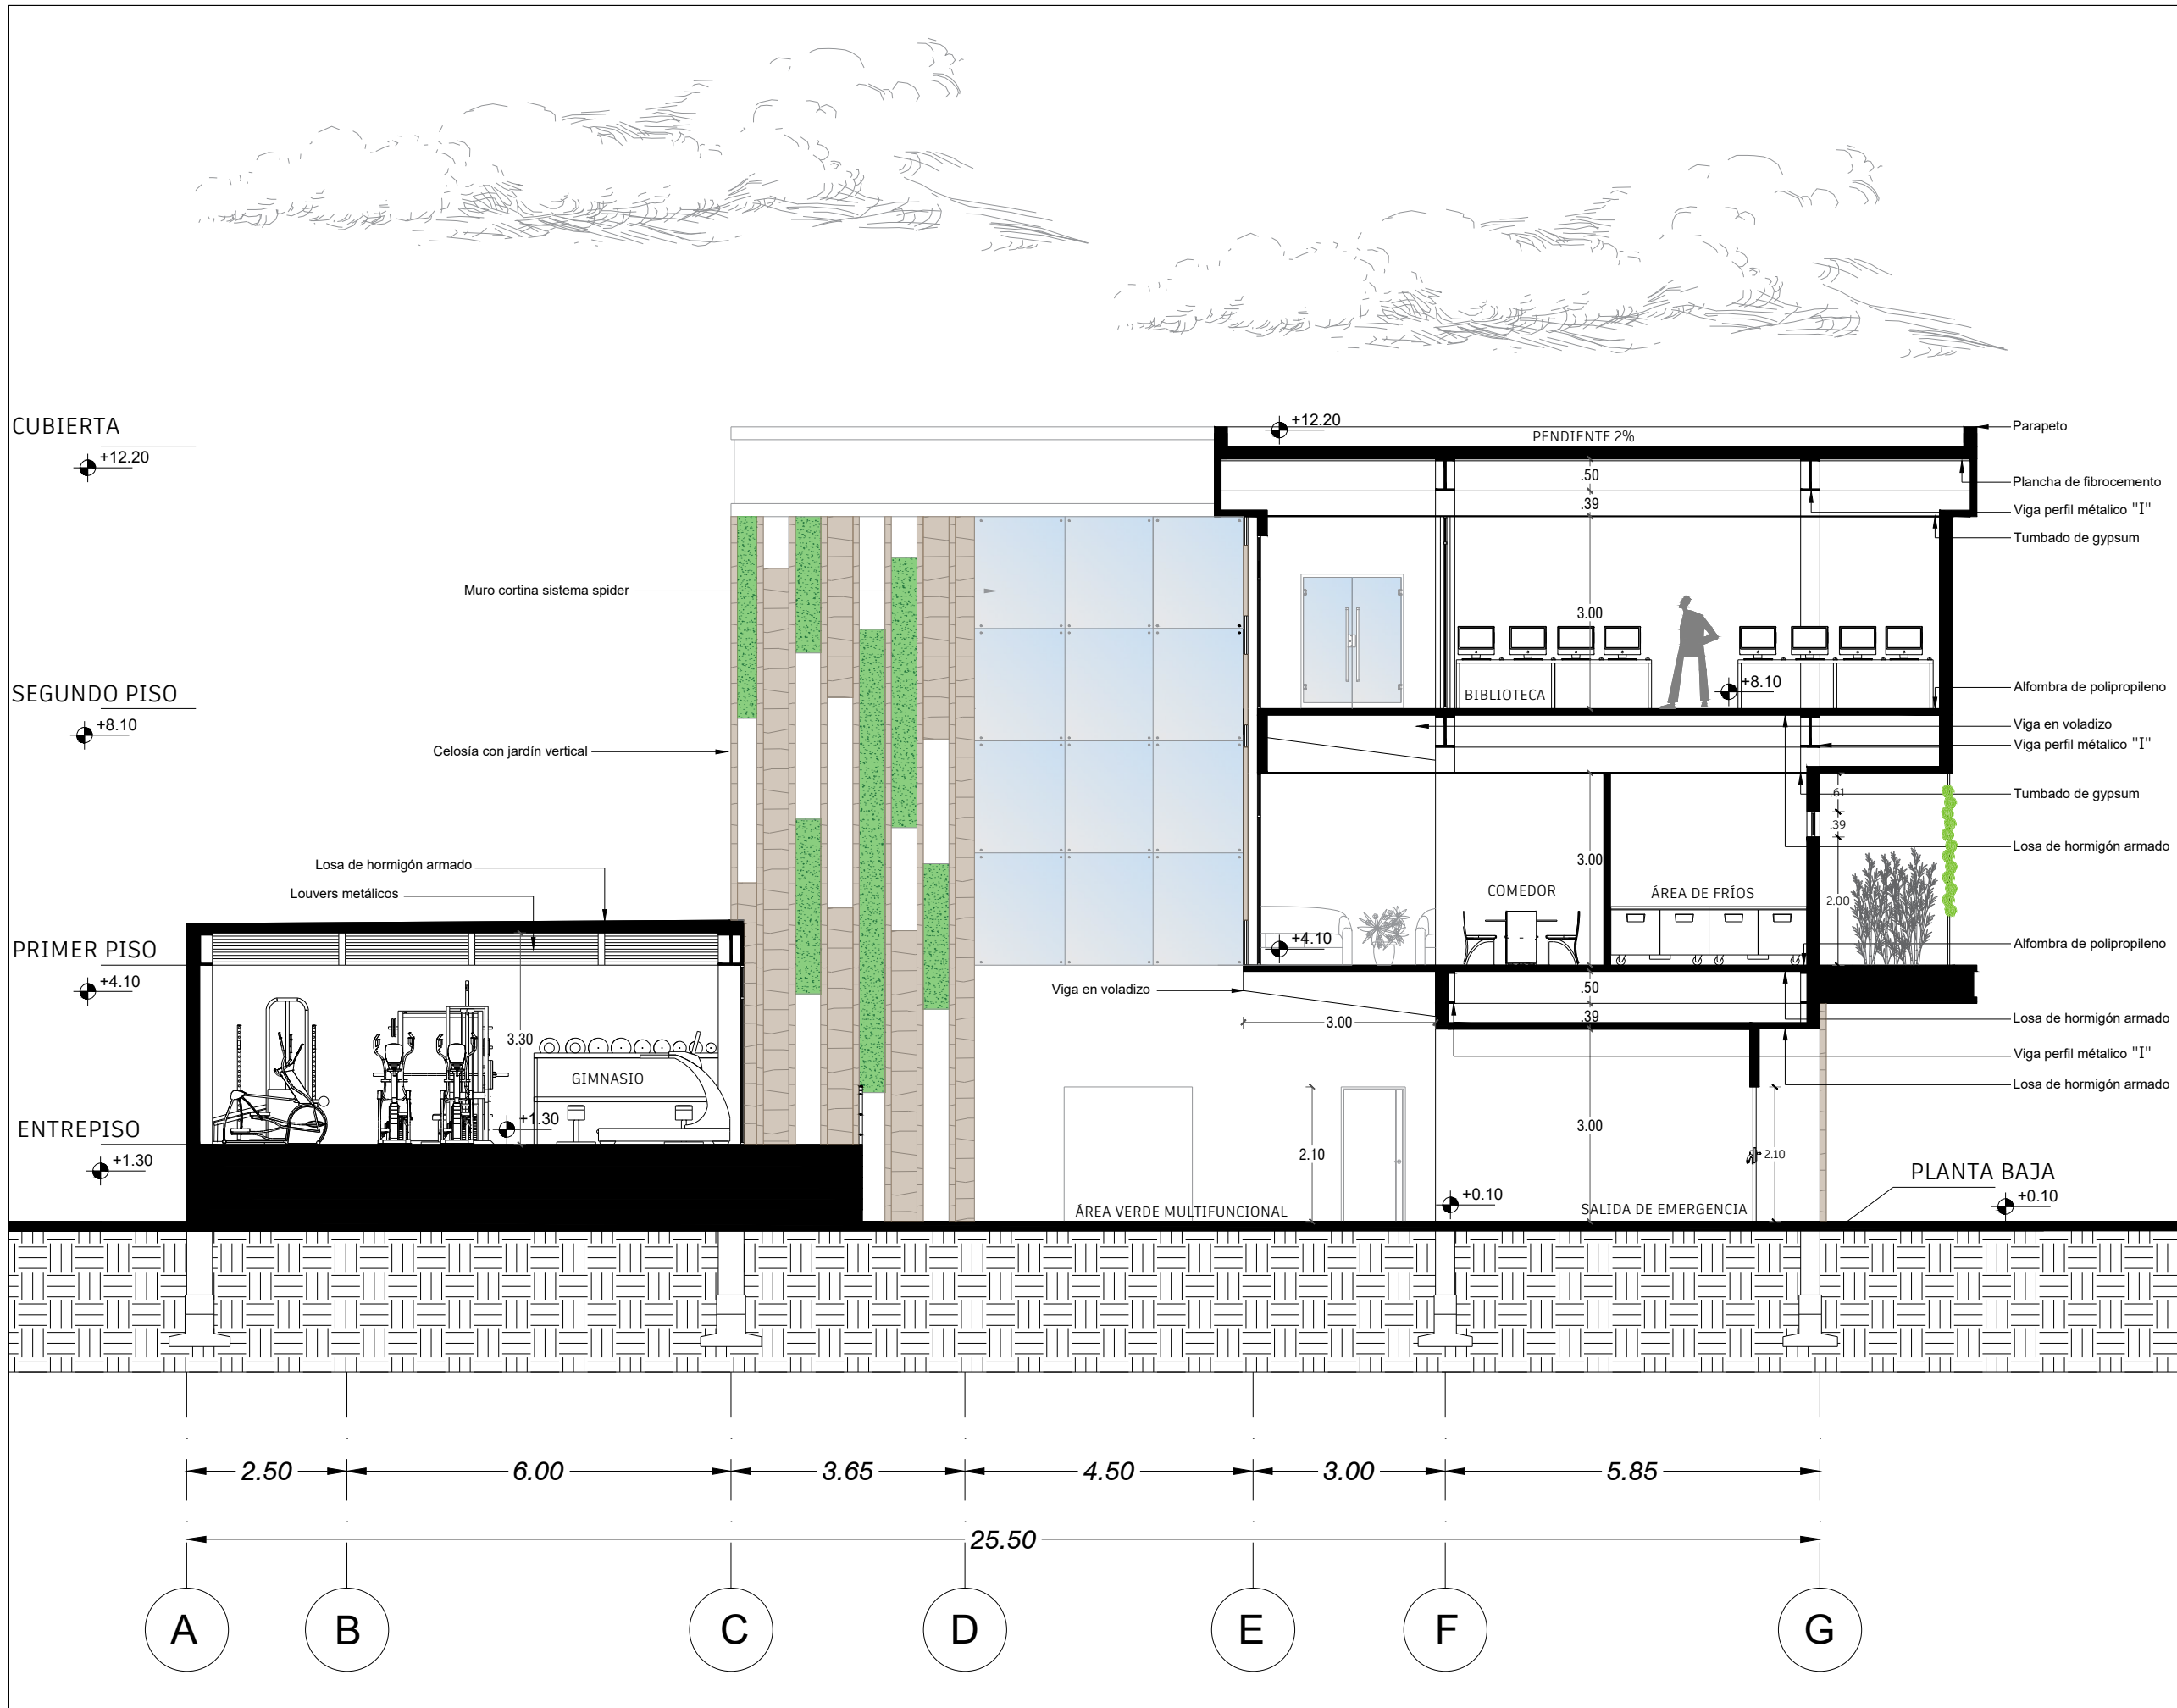 CUBIERTA
+12.20
SEGUNDO PISO
+8.10
PRIMER PISO
+4.10
ENTREPISO
+1.30
+12.20
PENDIENTE 2%
.50
.39
3.00
BIBLIOTECA
+8.10
Muro cortina sistema spider
Celosía con jardín vertical
Losa de hormigón armado
Louvers metálicos
3.30
GIMNASIO
+1.30
3.00
COMEDOR
ÁREA DE FRÍOS
+4.10
.61
.39
2.00
Viga en voladizo
3.00
.50
.39
3.00
2.10
2.10
ÁREA VERDE MULTIFUNCIONAL
+0.10
SALIDA DE EMERGENCIA
PLANTA BAJA
+0.10
Parapeto
Plancha de fibrocemento
Viga perfil métalico "I"
Tumbado de gypsum
Alfombra de polipropileno
Viga en voladizo
Viga perfil métalico "I"
Tumbado de gypsum
Losa de hormigón armado
Alfombra de polipropileno
Losa de hormigón armado
Viga perfil métalico "I"
Losa de hormigón armado
2.50 6.00 3.65 4.50 3.00 5.85
25.50
A B C D E F G